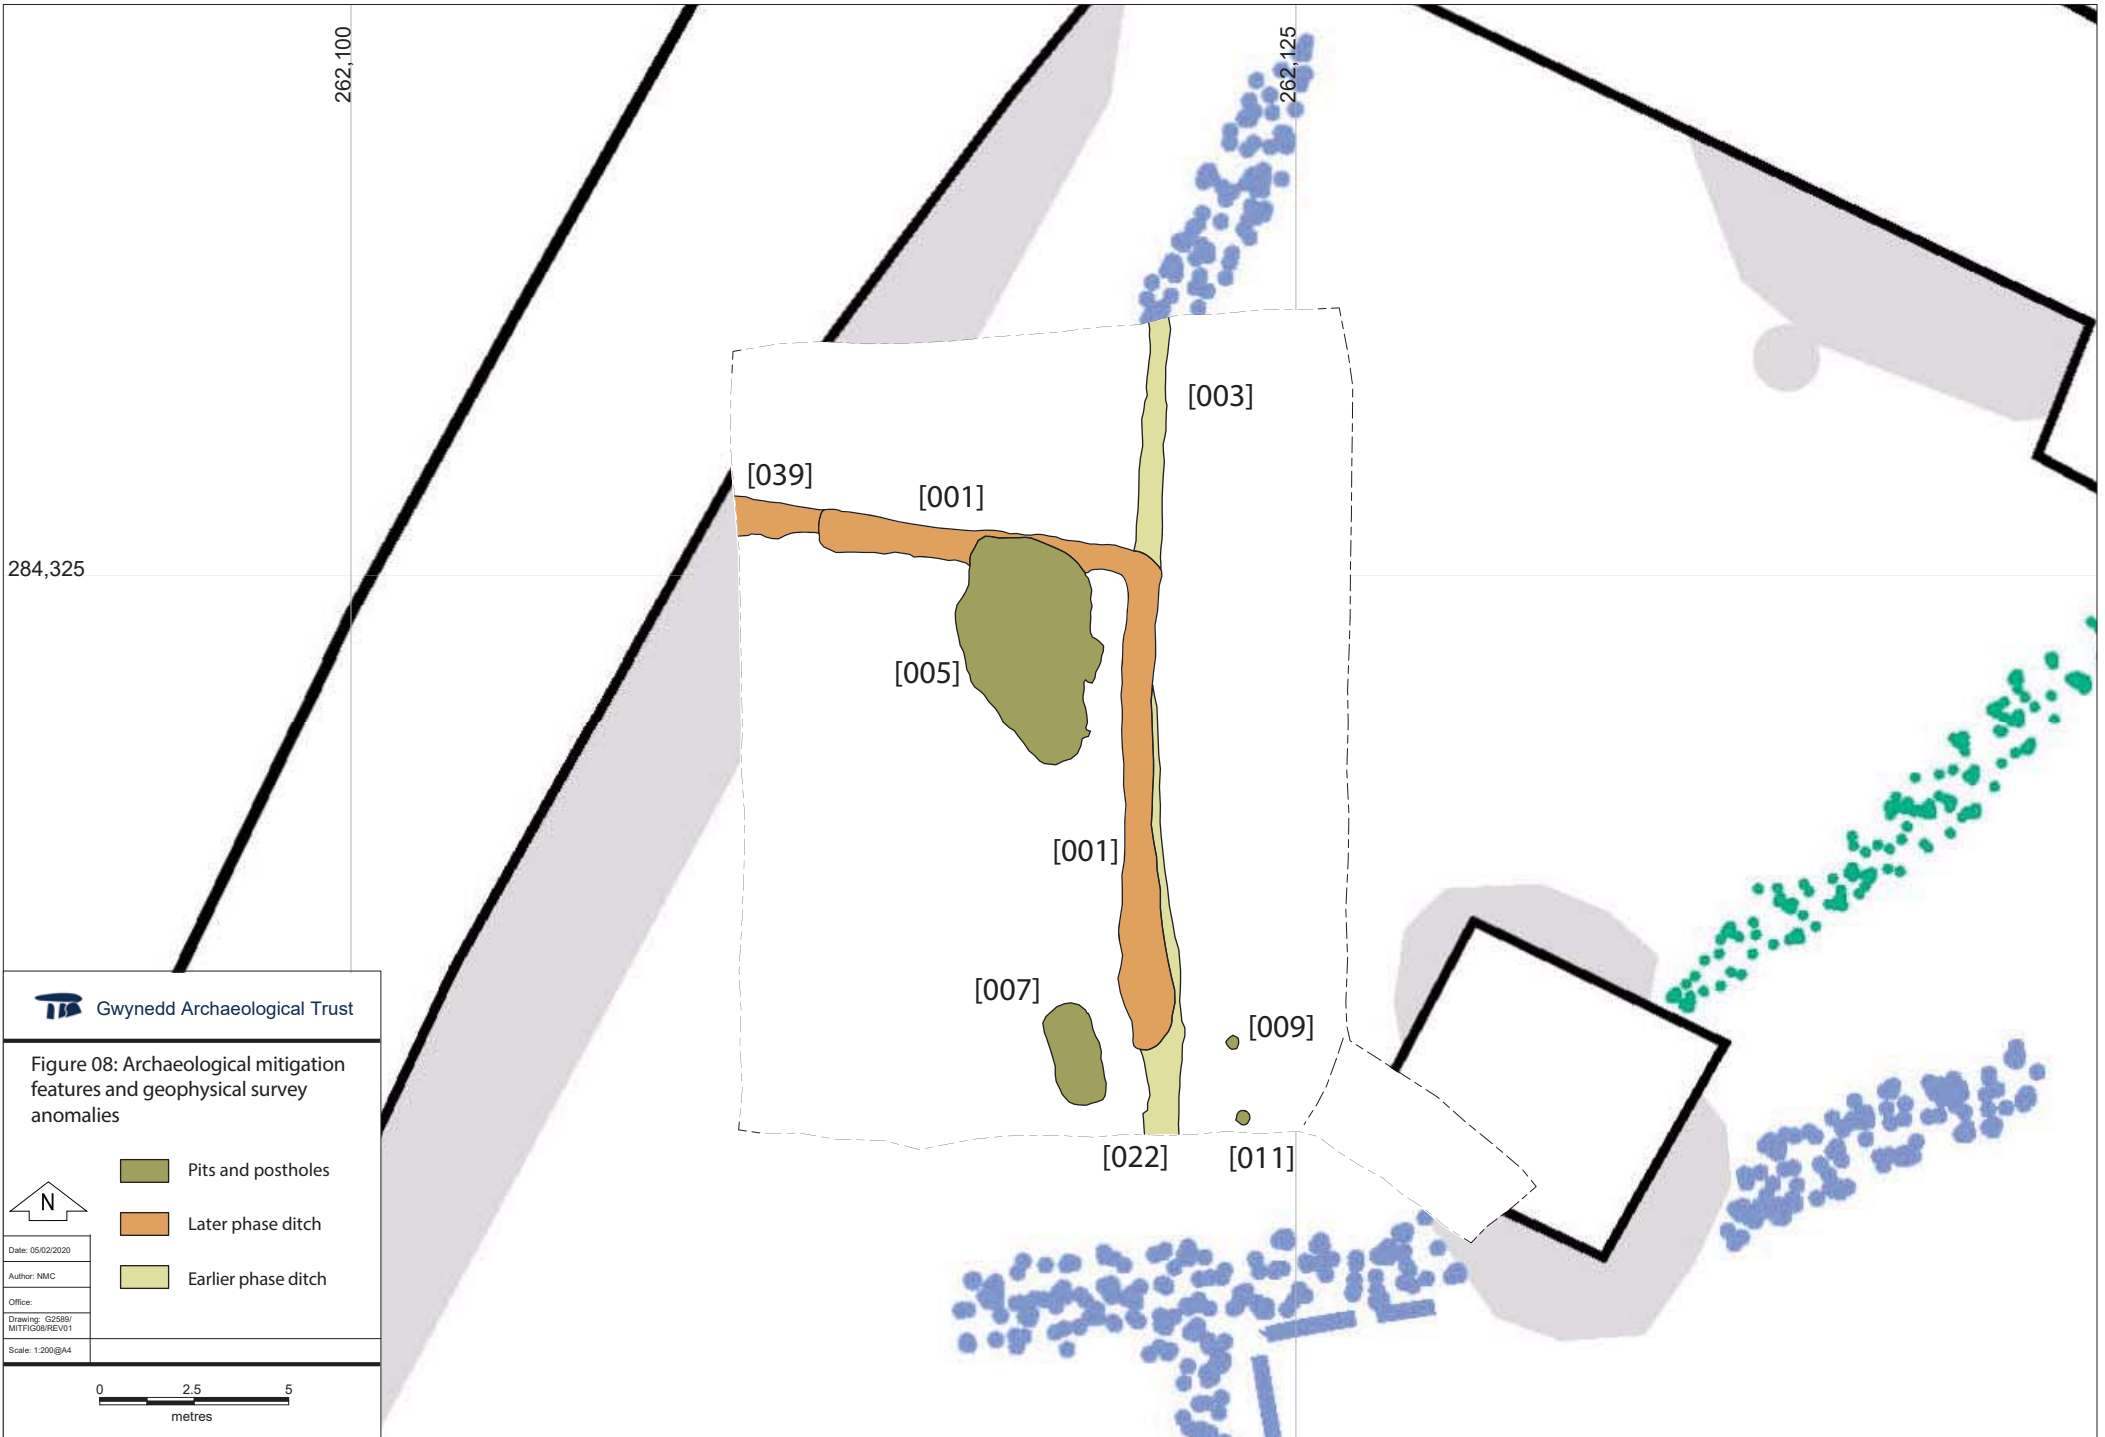 262,100
262,125
[003]
[039]
[001]
284,325
[005]
[001]
[007]
[009]
[022]
[011]
Gwynedd Archaeological Trust
Figure 08: Archaeological mitigation
features and geophysical survey
anomalies
Pits and postholes
N
Later phase ditch
Date: 05/02/2020
Author: NMC
Earlier phase ditch
Office:
Drawing: G2589/
MITFIG08/REV01
Scale: 1:200@A4
0 2.5 5
metres